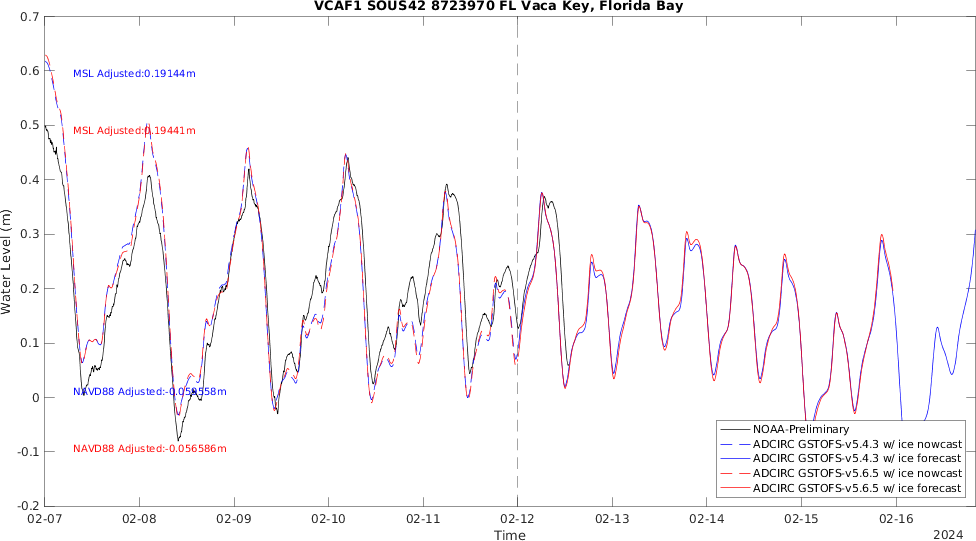 VCAF1 SOUS42 8723970 FL Vaca Key, Florida Bay
0.7
0.6
0.5
0.4
0.3
0.2
0.1
0
-0.1
-0.2
Water Level (m)
MSL Adjusted:0.19144m
MSL Adjusted:0.19441m
NAVD88 Adjusted:-0.059558m
NAVD88 Adjusted:-0.056586m
NOAA-Preliminary
ADCIRC GSTOFS-v5.4.3 w/ ice nowcast
ADCIRC GSTOFS-v5.4.3 w/ ice forecast
ADCIRC GSTOFS-v5.6.5 w/ ice nowcast
ADCIRC GSTOFS-v5.6.5 w/ ice forecast
02-07 02-08 02-09 02-10 02-11 02-12 02-13 02-14 02-15 02-16
Time
2024